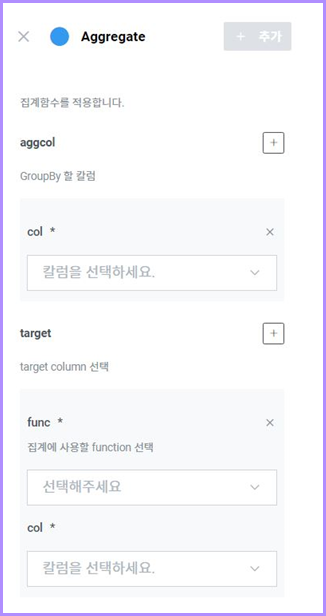 Aggregate
+ 추가
집계함수를 적용합니다.
aggcol
GroupBy 할 칼럼
col *
칼럼을 선택하세요.
target
target column 선택
func *
집계에 사용할 function 선택
선택해주세요
col *
칼럼을 선택하세요.